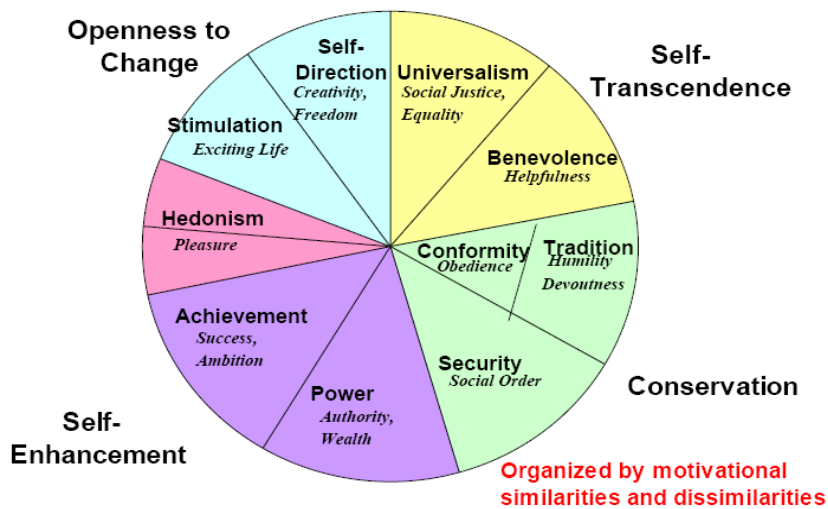 Openness to
Change
Self-
Transcendence
Self-
Direction
Creativity,
Freedom
Universalism
Social Justice,
Equality
Stimulation
Exciting Life
Benevolence
Helpfulness
Hedonism
Pleasure
Conformity
Obedience
Tradition
Humility
Devoutness
Achievement
Success,
Ambition
Security
Social Order
Power
Authority,
Wealth
Conservation
Self-
Enhancement
Organized by motivational
similarities and dissimilarities